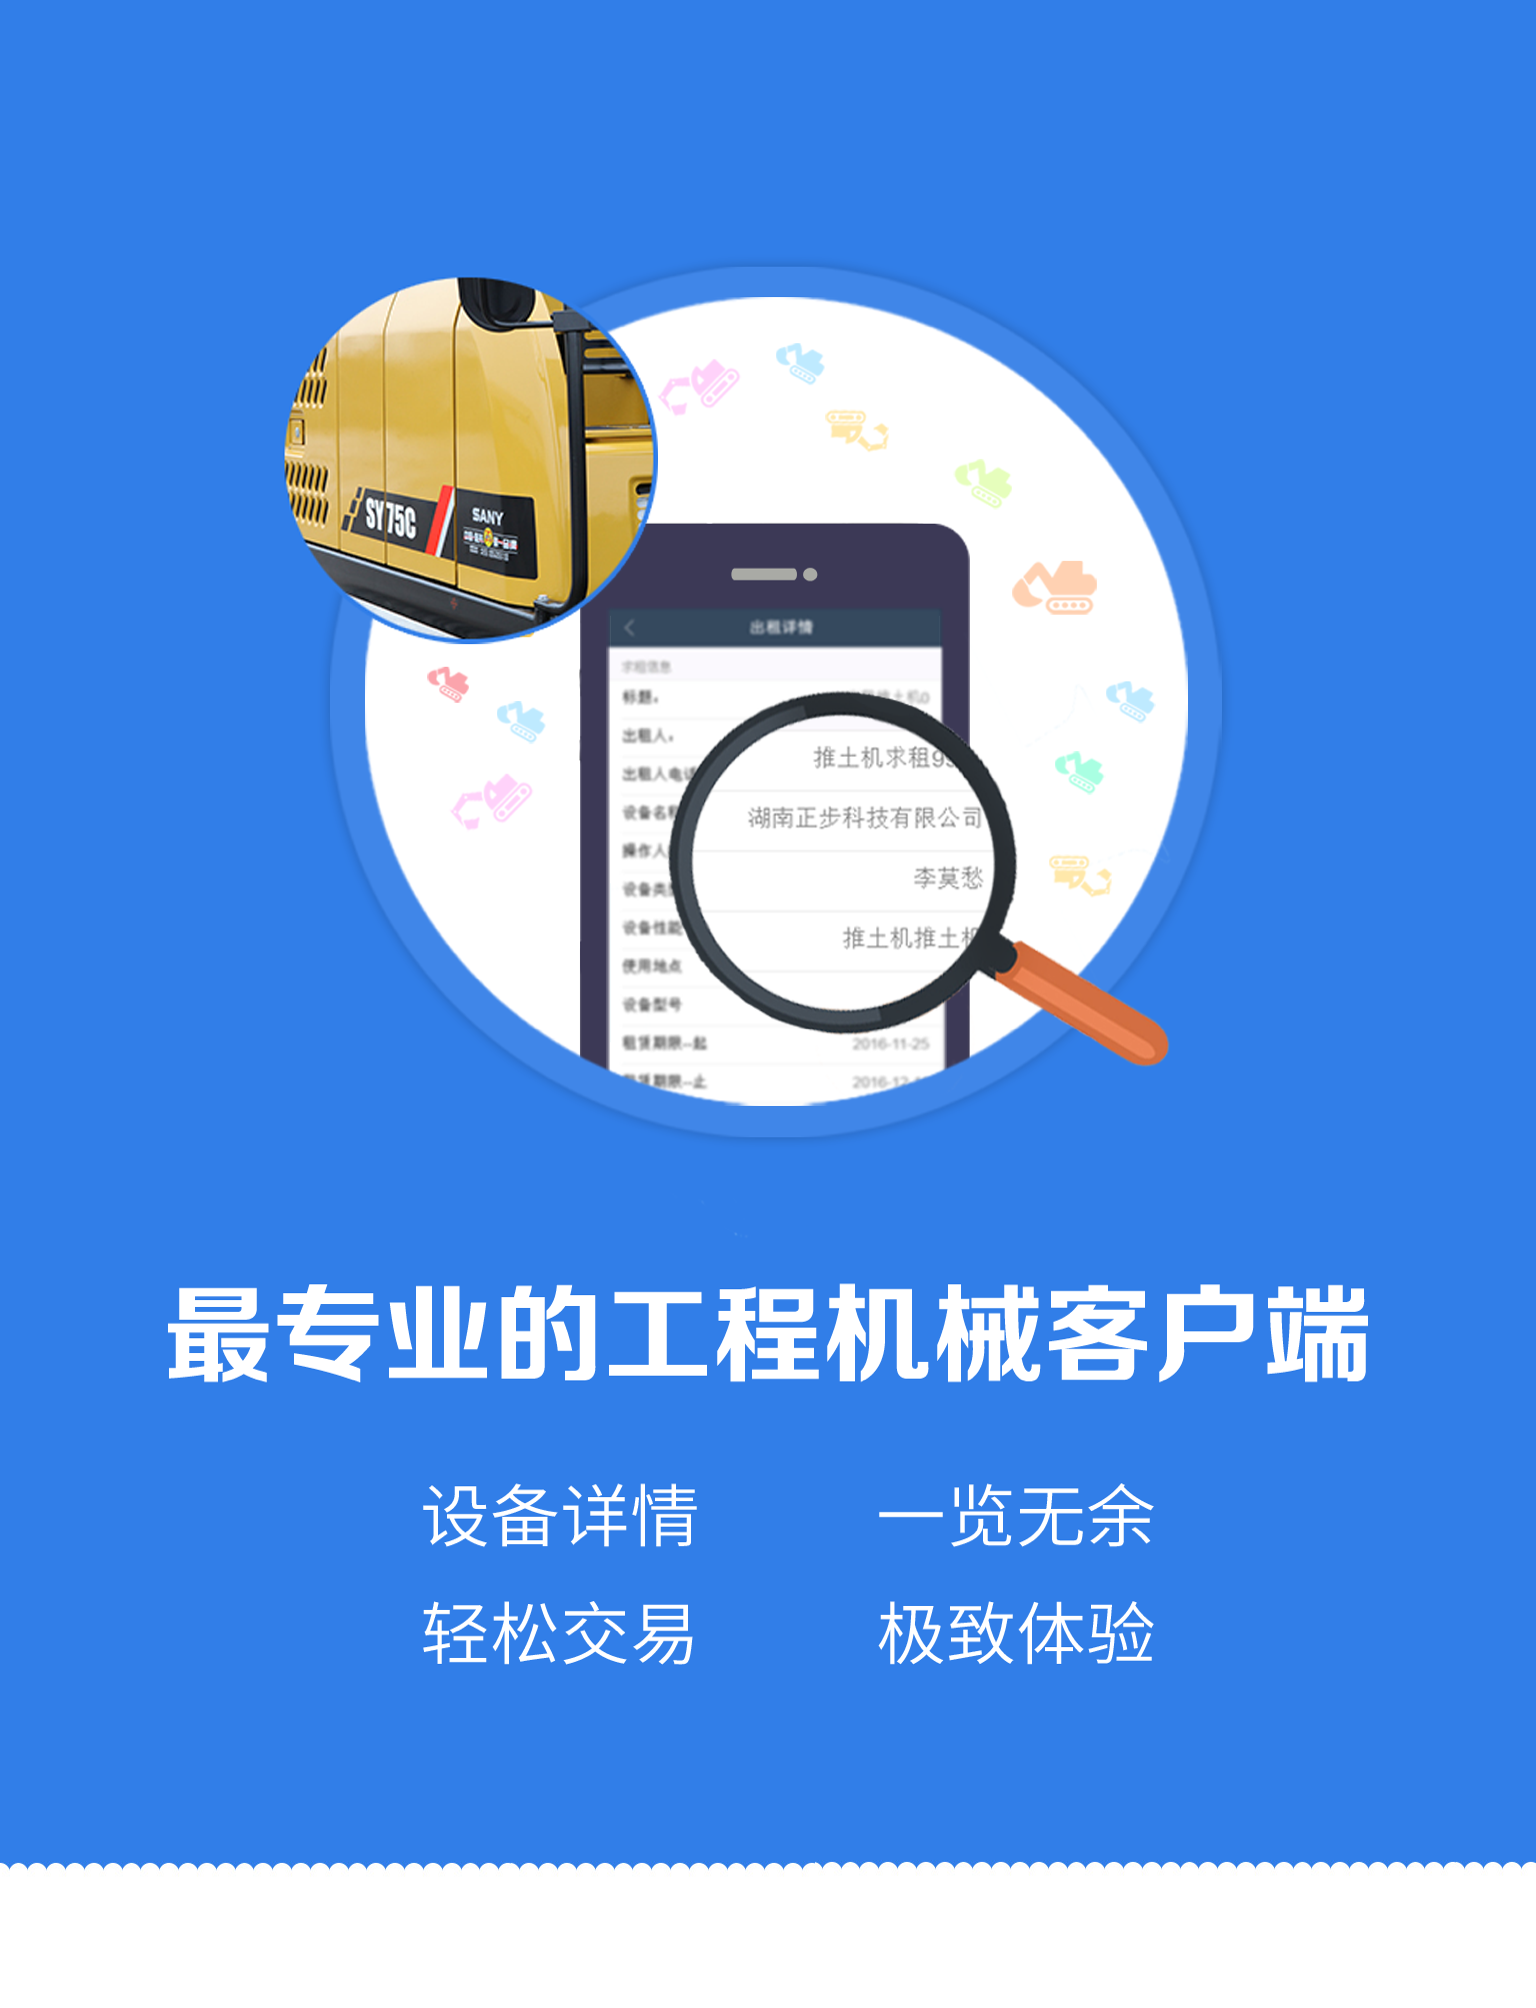 SY75C
SANY
出租详情
求租信息
标题：
出租人：
推土机求租9
出租人电话
湖南正步科技有限公司
设备名称
李莫愁
操作人
设备类型
推土机推土机
设备性能
使用地点
设备型号
租赁期限--起 2016-11-25
租赁期限--止 2016-12-
最专业的工程机械客户端
设备详情 一览无余
轻松交易 极致体验